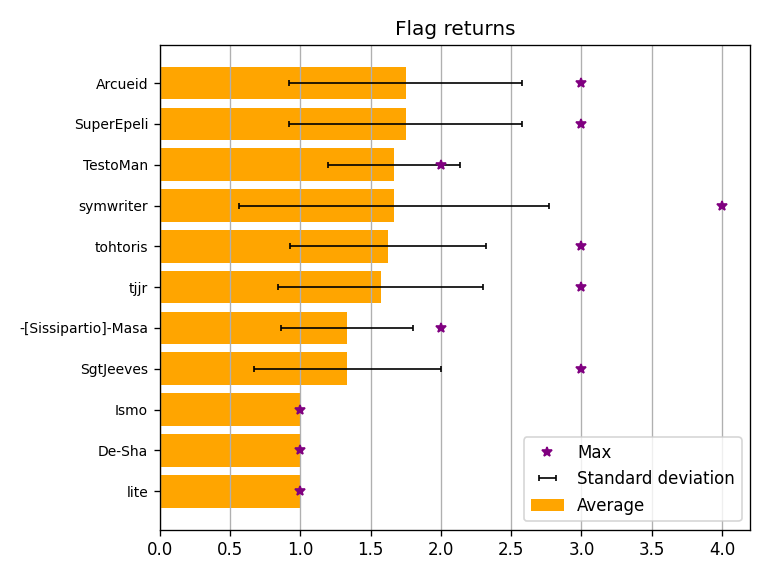 Flag returns
Arcueid
SuperEpeli
TestoMan
symwriter
tohtoris
tjjr
-[Sissipartio]-Masa
SgtJeeves
Ismo
De-Sha
lite
Max
Standard deviation
Average
0.0 0.5 1.0 1.5 2.0 2.5 3.0 3.5 4.0